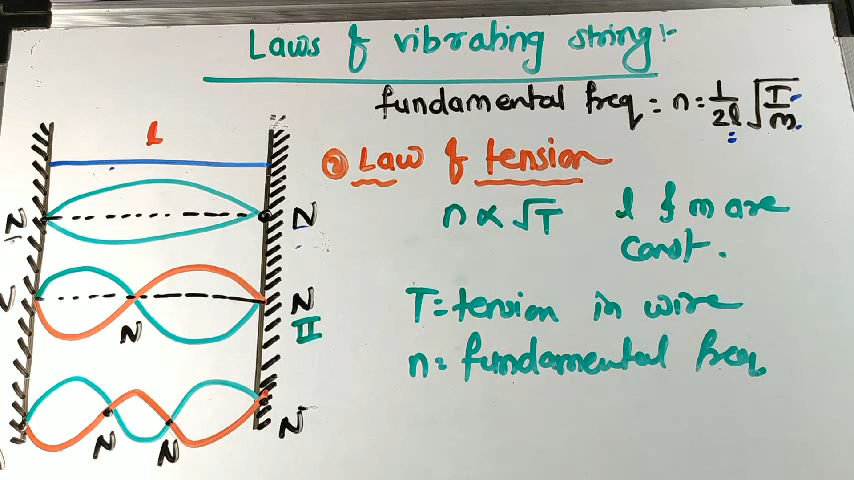 Laws of vibrating string:-
fundamental freq = n = 1/2l √T/m
② Law of tension
l
n ∝ √T l & m are const.
N N
T = tension in wire
N N
II
n = fundamental freq
N N N